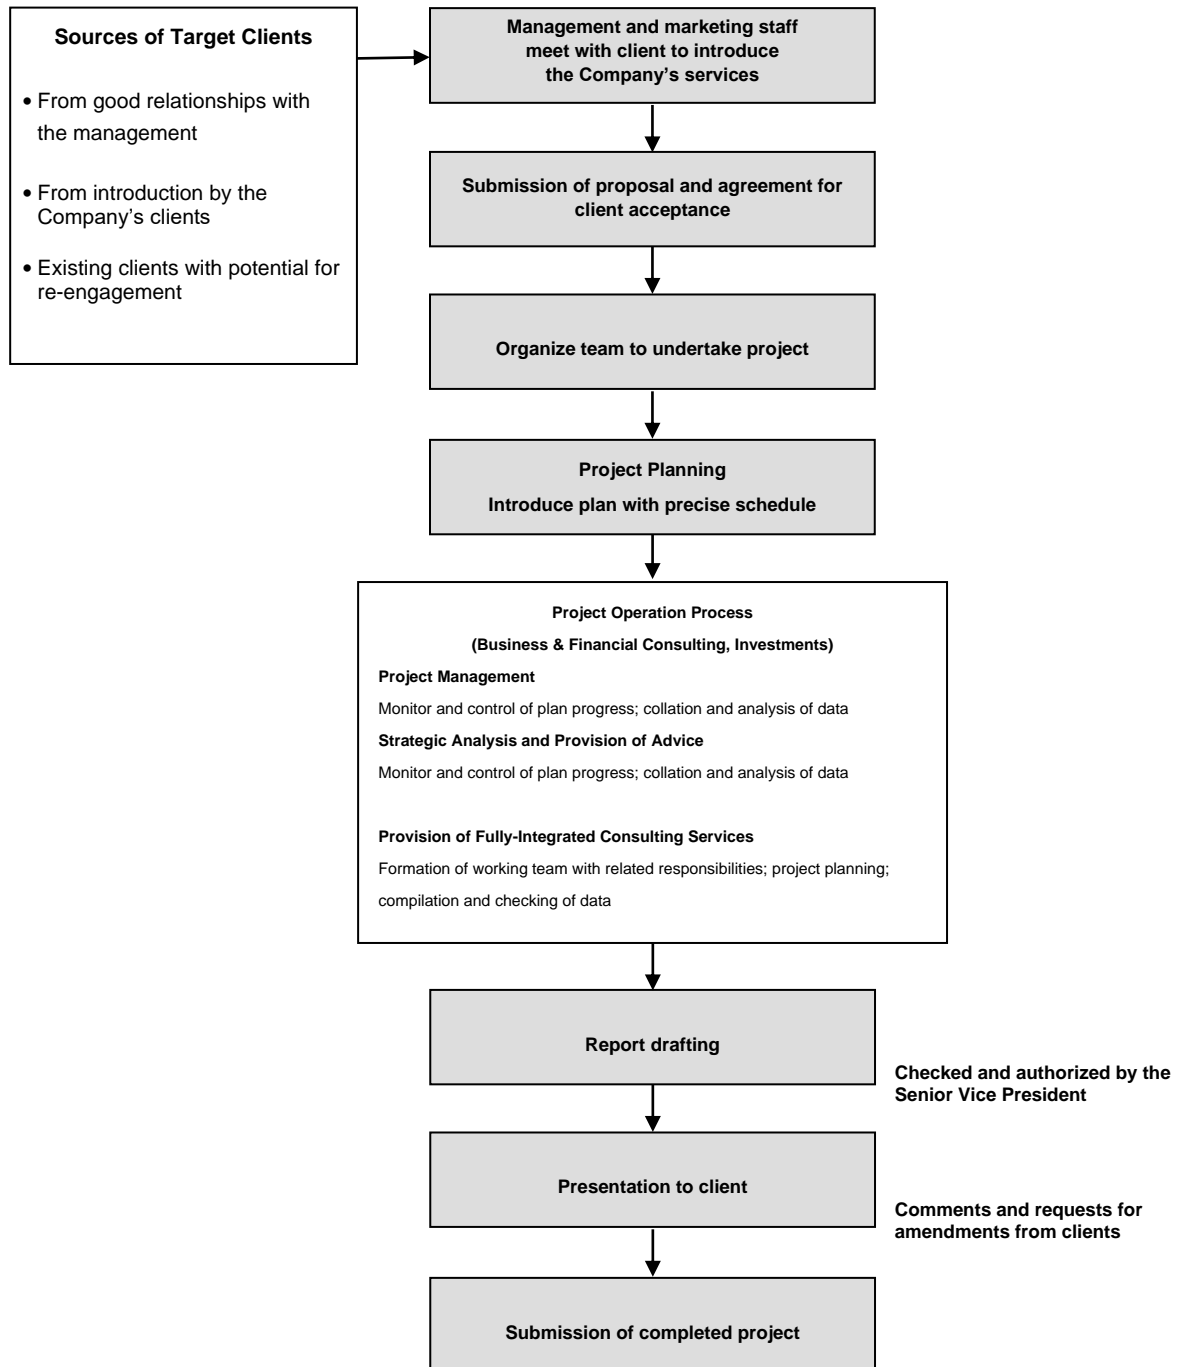 Sources of Target Clients
• From good relationships with
the management
• From introduction by the
Company’s clients
• Existing clients with potential for
re-engagement
Management and marketing staff
meet with client to introduce
the Company’s services
Submission of proposal and agreement for
client acceptance
Organize team to undertake project
Project Planning
Introduce plan with precise schedule
Project Operation Process
(Business & Financial Consulting, Investments)
Project Management
Monitor and control of plan progress; collation and analysis of data
Strategic Analysis and Provision of Advice
Monitor and control of plan progress; collation and analysis of data
Provision of Fully-Integrated Consulting Services
Formation of working team with related responsibilities; project planning;
compilation and checking of data
Report drafting
Checked and authorized by the
Senior Vice President
Presentation to client
Comments and requests for
amendments from clients
Submission of completed project